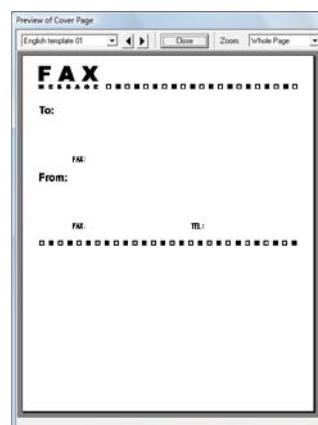 Preview of Cover Page
English template 01 Close Zoom Whole Page
FAX
MESSAGE
To:
FAX:
From:
FAX: TEL: